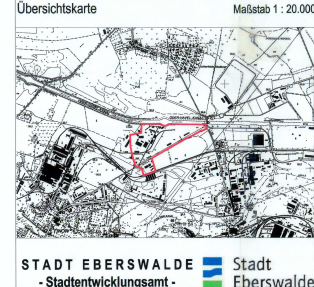 Übersichtskarte
Maßstab 1 : 20.000
STADT EBERSWALDE
- Stadtentwicklungsamt -
Stadt
Eberswalde